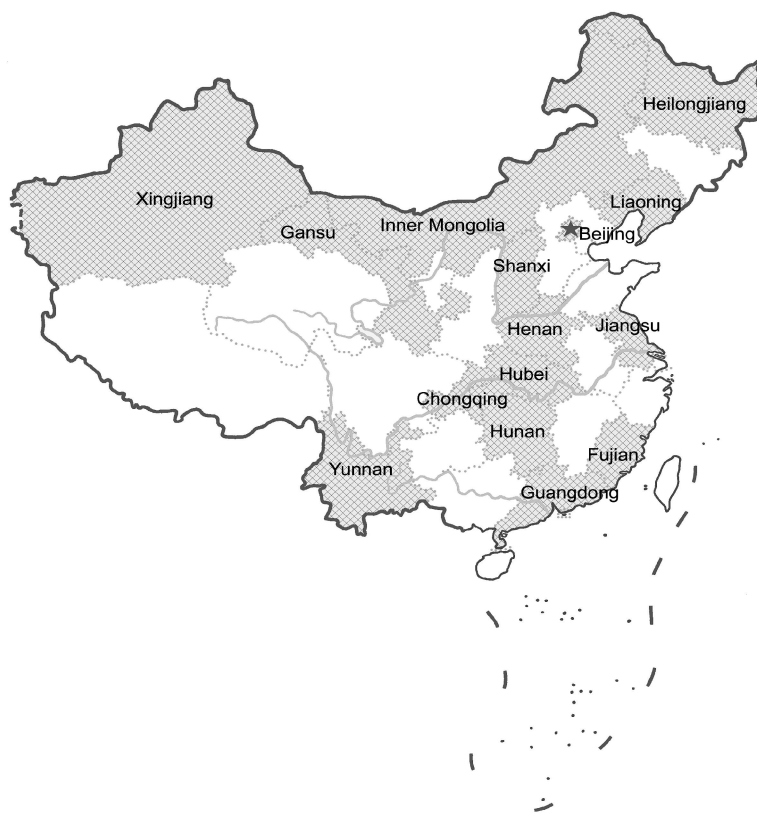 Heilongjiang
Xingjiang
Liaoning
Inner Mongolia
Gansu
Beijing
Shanxi
Henan
Jiangsu
Hubei
Chongqing
Hunan
Fujian
Yunnan
Guangdong